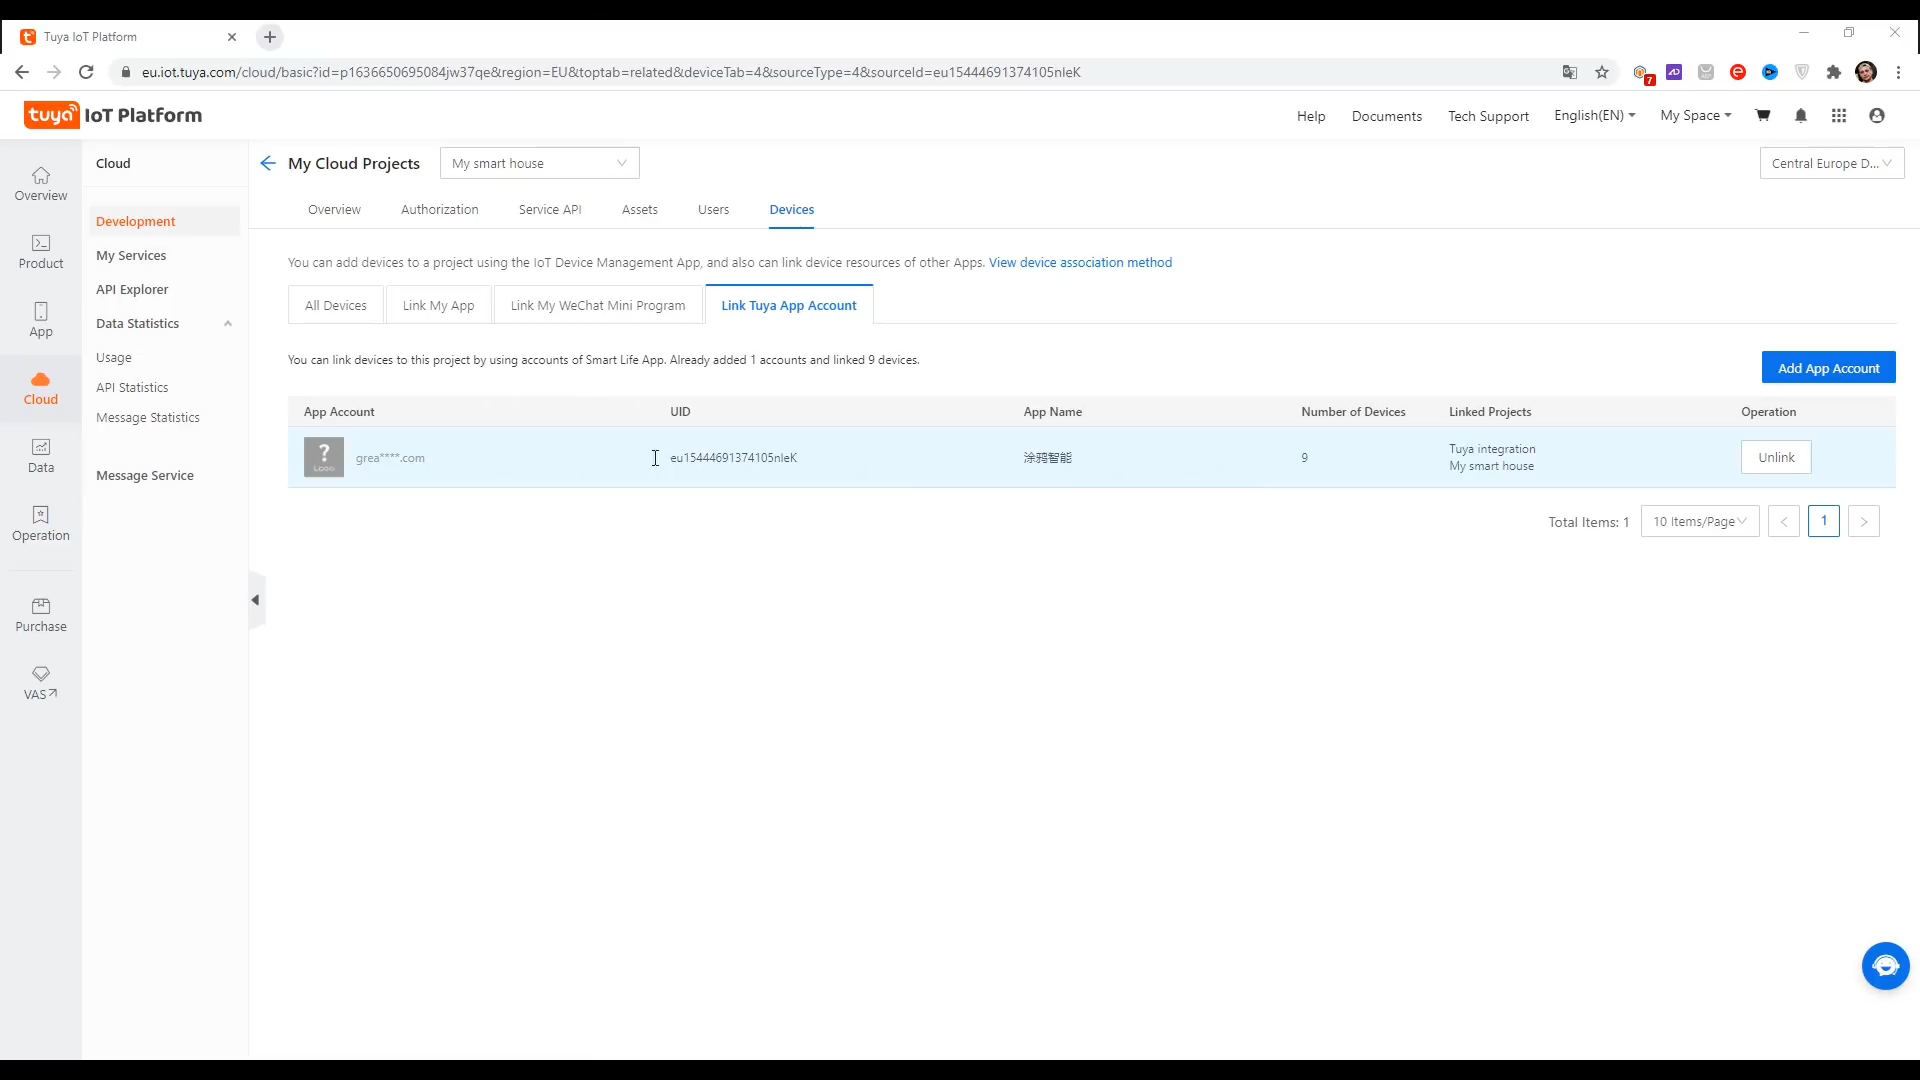 Tuya IoT Platform
eu.iot.tuya.com/cloud/basic?id=p1636650695084jw37qe&region=EU&toptab=related&deviceTab=4&sourceType=4&sourceId=eu15444691374105nleK
7
tuya IoT Platform
Help
Documents
Tech Support
English(EN)
My Space
Overview
Product
App
Cloud
Data
Operation
Purchase
VAS
Cloud
Development
My Services
API Explorer
Data Statistics
Usage
API Statistics
Message Statistics
Message Service
My Cloud Projects
My smart house
Central Europe D...
Overview
Authorization
Service API
Assets
Users
Devices
You can add devices to a project using the IoT Device Management App, and also can link device resources of other Apps. View device association method
All Devices
Link My App
Link My WeChat Mini Program
Link Tuya App Account
You can link devices to this project by using accounts of Smart Life App. Already added 1 accounts and linked 9 devices.
Add App Account
App Account
UID
App Name
Number of Devices
Linked Projects
Operation
?
grea****.com
eu15444691374105nleK
涂鸦智能
9
Tuya integration
My smart house
Unlink
Total Items: 1
10 Items/Page
<
1
>